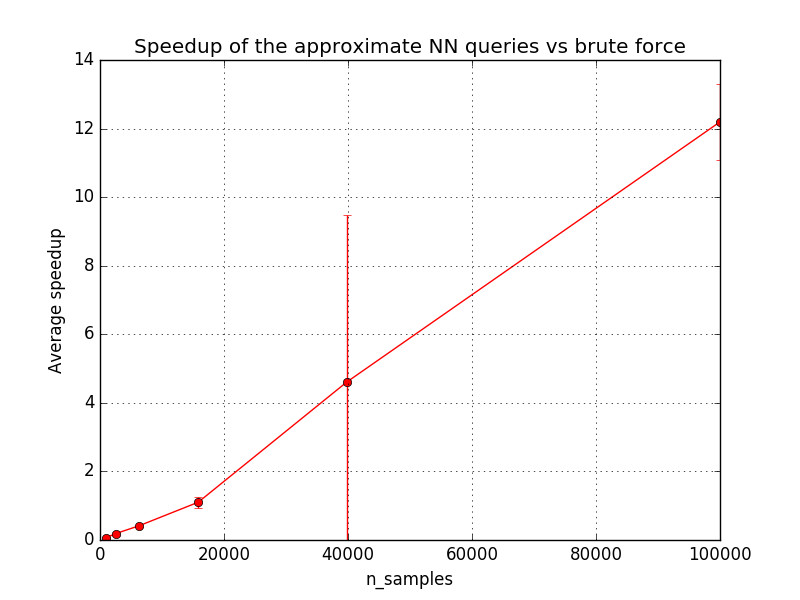 Speedup of the approximate NN queries vs brute force
14
12
10
8
6
4
2
0
Average speedup
0 20000 40000 60000 80000 100000
n_samples